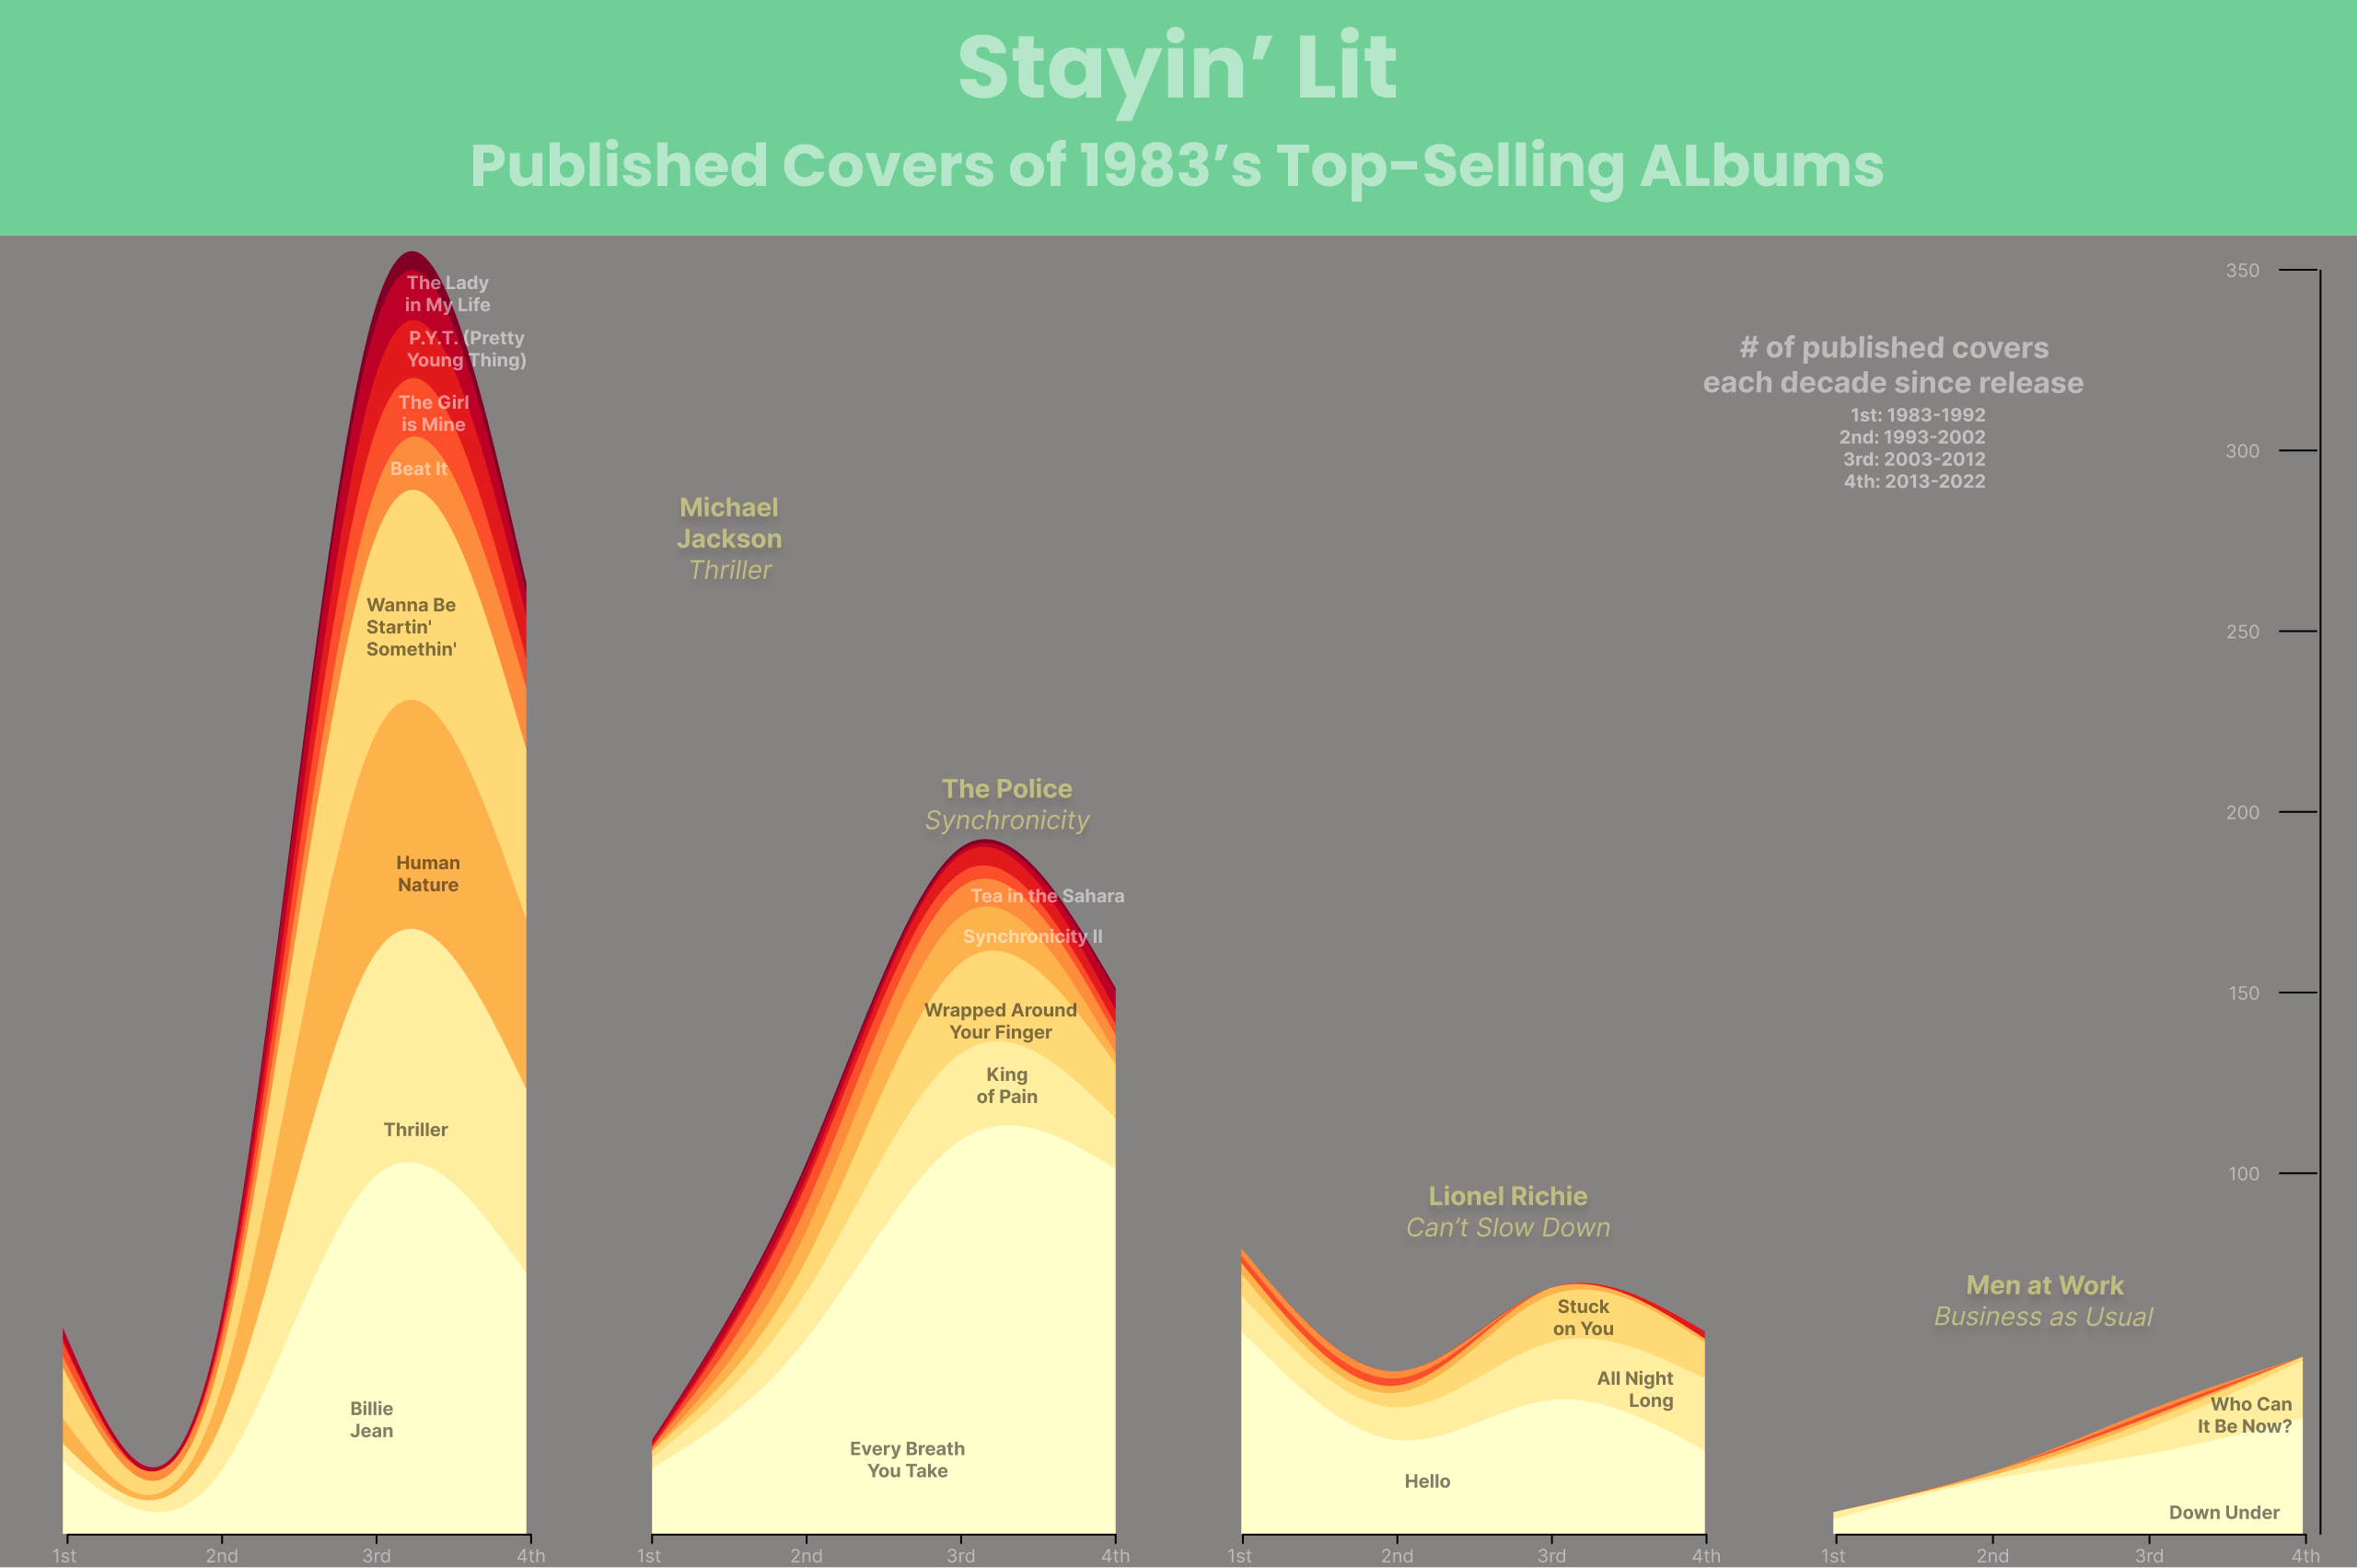 Stayin’ Lit
Published Covers of 1983’s Top-Selling ALbums
The Lady
in My Life
P.Y.T. (Pretty
Young Thing)
The Girl
is Mine
Beat It
Wanna Be
Startin'
Somethin'
Human
Nature
Thriller
Billie
Jean
Michael
Jackson
Thriller
The Police
Synchronicity
Tea in the Sahara
Synchronicity II
Wrapped Around
Your Finger
King
of Pain
Every Breath
You Take
Lionel Richie
Can’t Slow Down
Stuck
on You
All Night
Long
Hello
Men at Work
Business as Usual
Who Can
It Be Now?
Down Under
# of published covers
each decade since release
1st: 1983-1992
2nd: 1993-2002
3rd: 2003-2012
4th: 2013-2022
350
300
250
200
150
100
1st 2nd 3rd 4th
1st 2nd 3rd 4th
1st 2nd 3rd 4th
1st 2nd 3rd 4th